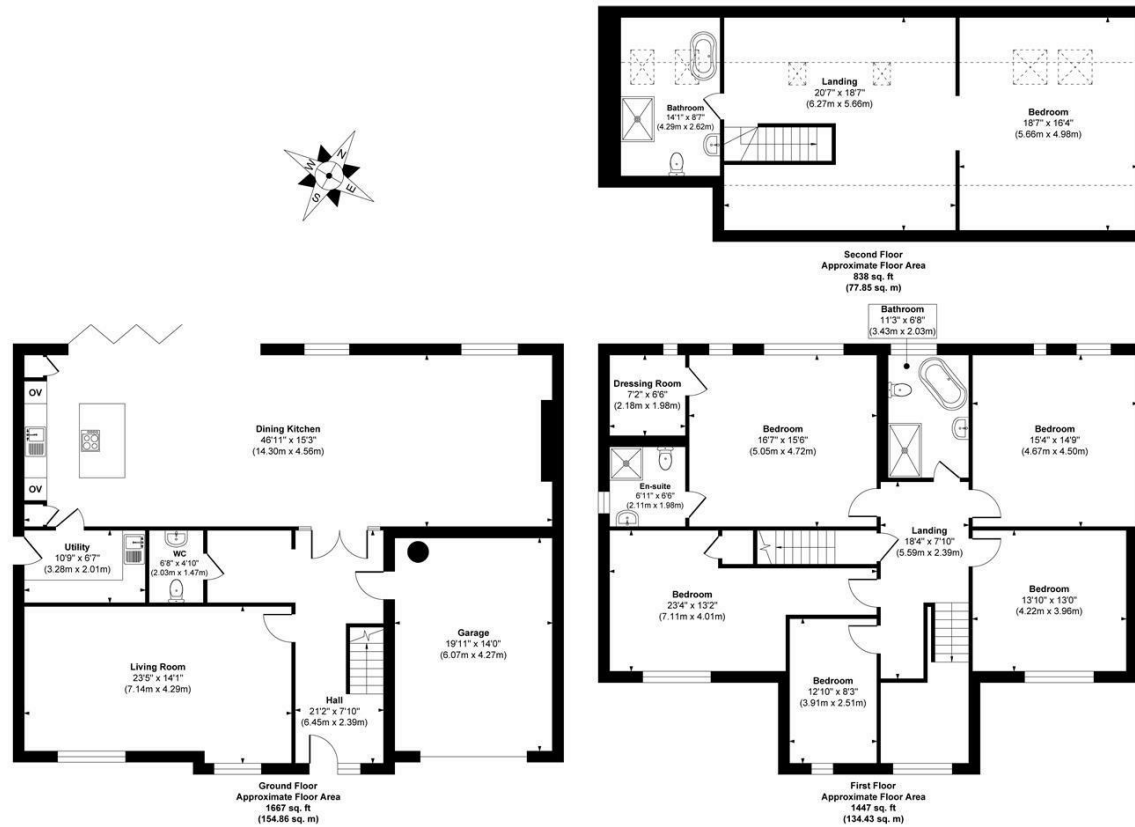 Bathroom
14'1" x 8'7"
(4.29m x 2.62m)
Landing
20'7" x 18'7"
(6.27m x 5.66m)
Bedroom
18'7" x 16'4"
(5.66m x 4.98m)
Second Floor
Approximate Floor Area
838 sq. ft
(77.85 sq. m)
N
E
S
W
OV
OV
Dining Kitchen
46'11" x 15'3"
(14.30m x 4.56m)
Utility
10'9" x 6'7"
(3.28m x 2.01m)
WC
6'8" x 4'10"
(2.03m x 1.47m)
Living Room
23'5" x 14'1"
(7.14m x 4.29m)
Hall
21'2" x 7'10"
(6.45m x 2.39m)
Garage
19'11" x 14'0"
(6.07m x 4.27m)
Ground Floor
Approximate Floor Area
1667 sq. ft
(154.86 sq. m)
Bathroom
11'3" x 6'8"
(3.43m x 2.03m)
Dressing Room
7'2" x 6'6"
(2.18m x 1.98m)
Bedroom
16'7" x 15'6"
(5.05m x 4.72m)
Bedroom
15'4" x 14'9"
(4.67m x 4.50m)
En-suite
6'11" x 6'6"
(2.11m x 1.98m)
Landing
18'4" x 7'10"
(5.59m x 2.39m)
Bedroom
23'4" x 13'2"
(7.11m x 4.01m)
Bedroom
13'10" x 13'0"
(4.22m x 3.96m)
Bedroom
12'10" x 8'3"
(3.91m x 2.51m)
First Floor
Approximate Floor Area
1447 sq. ft
(134.43 sq. m)